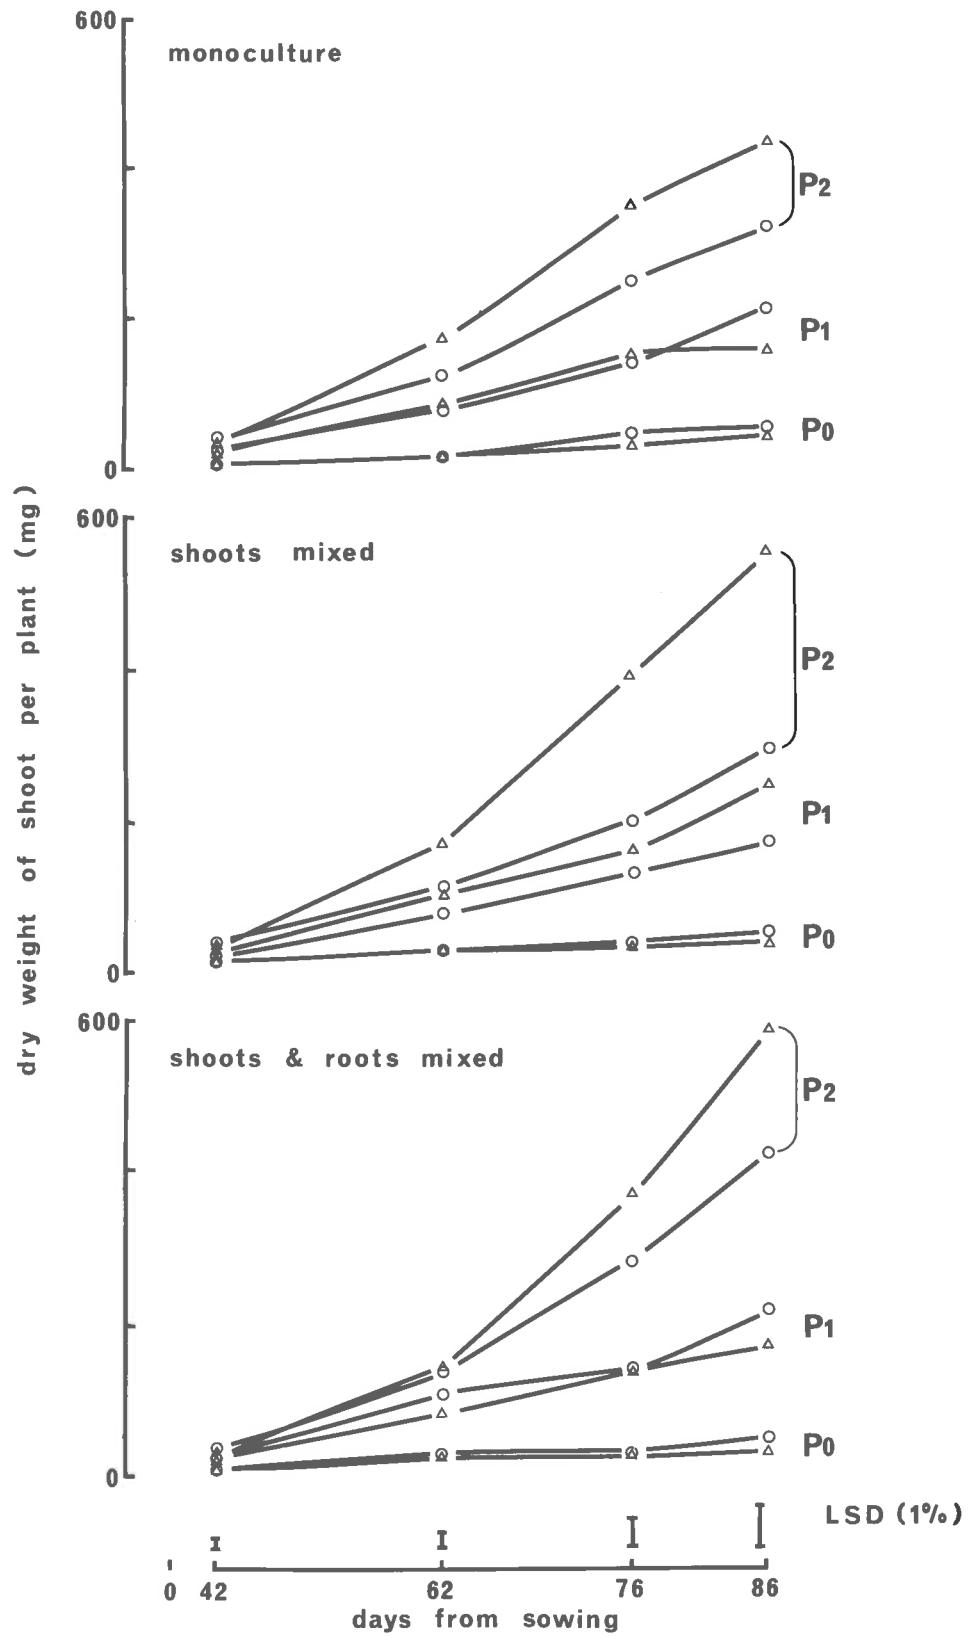 600
monoculture
P2
P1
P0
0
600
shoots mixed
P2
P1
P0
0
dry weight of shoot per plant (mg)
600
shoots & roots mixed
P2
P1
P0
0
LSD (1%)
0 42 62 76 86
days from sowing